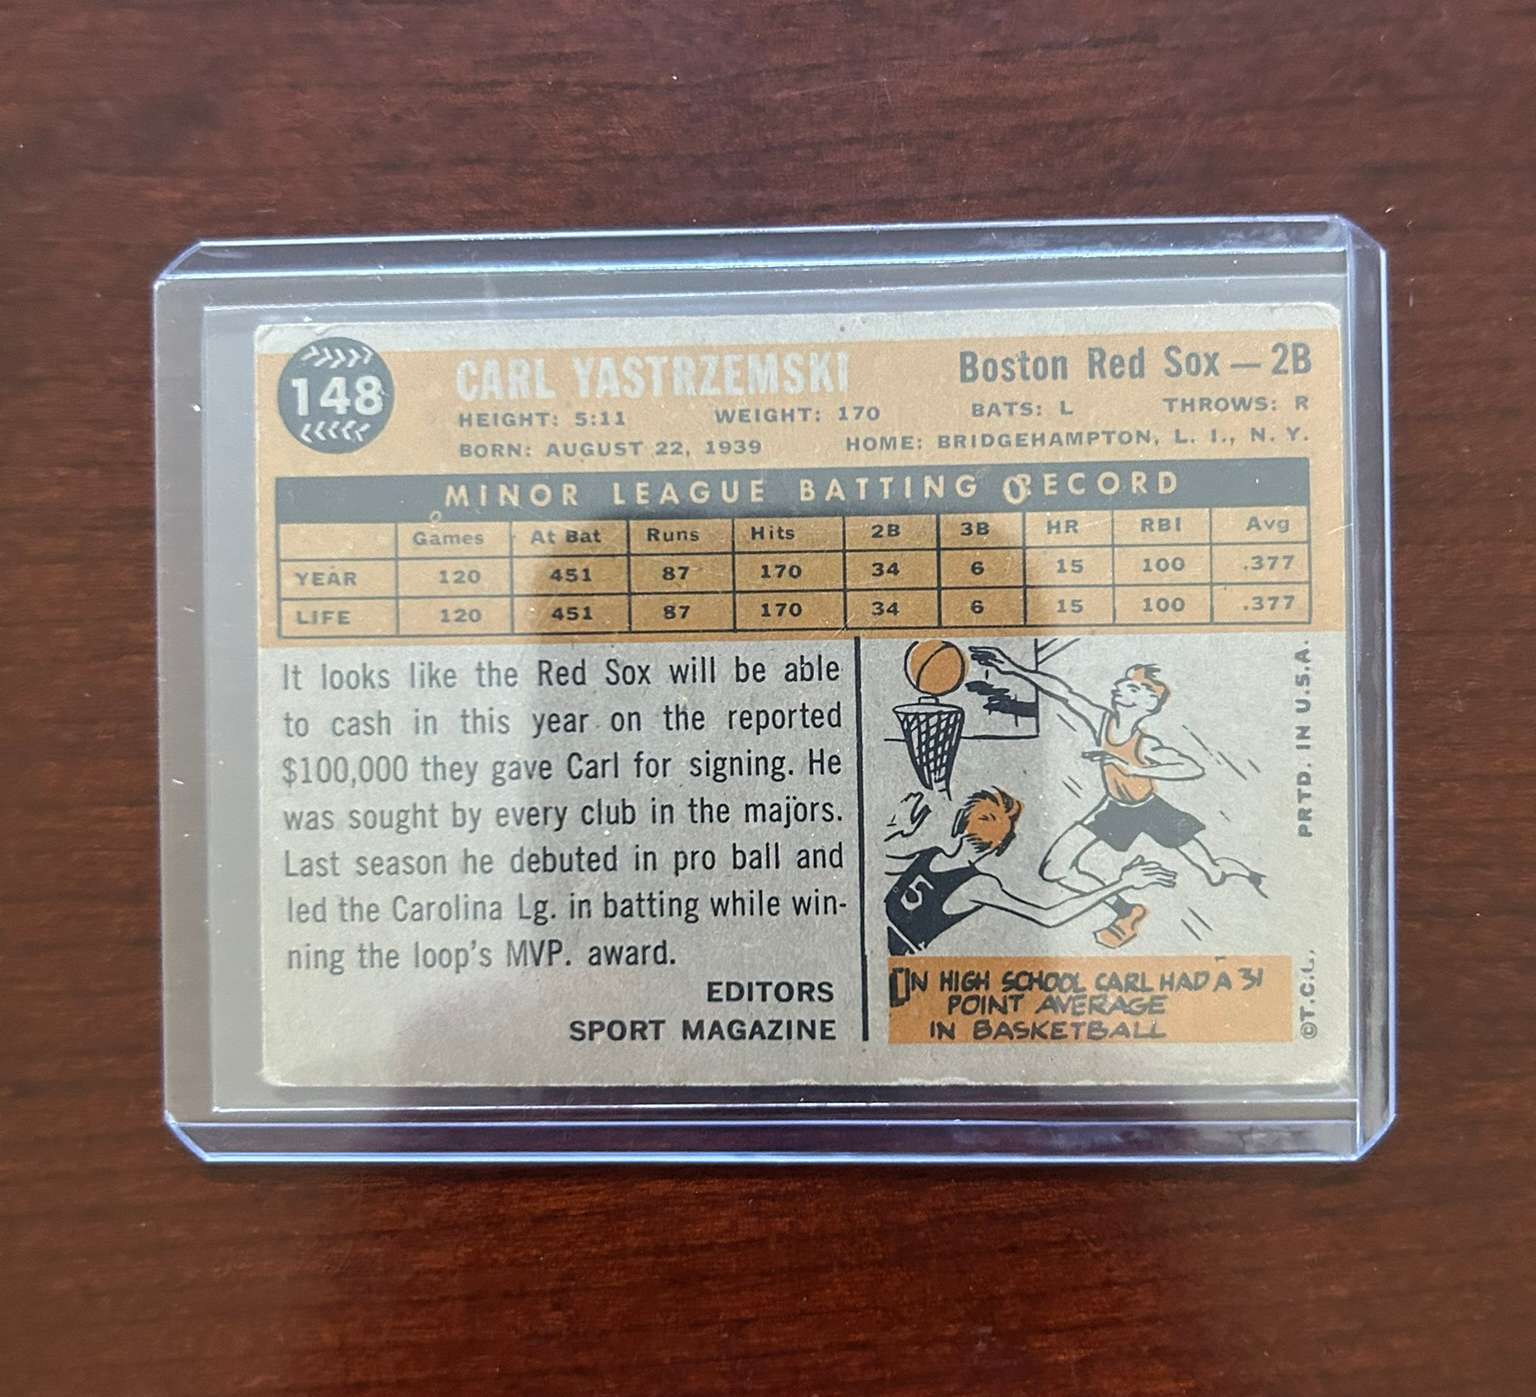 148
CARL YASTRZEMSKI
Boston Red Sox — 2B
HEIGHT: 5:11 WEIGHT: 170 BATS: L THROWS: R
BORN: AUGUST 22, 1939 HOME: BRIDGEHAMPTON, L. I., N. Y.
MINOR LEAGUE BATTING RECORD
Games At Bat Runs Hits 2B 3B HR RBI Avg
YEAR 120 451 87 170 34 6 15 100 .377
LIFE 120 451 87 170 34 6 15 100 .377
It looks like the Red Sox will be able
to cash in this year on the reported
$100,000 they gave Carl for signing. He
was sought by every club in the majors.
Last season he debuted in pro ball and
led the Carolina Lg. in batting while win-
ning the loop's MVP. award.
EDITORS
SPORT MAGAZINE
5
IN HIGH SCHOOL CARL HAD A 31
POINT AVERAGE
IN BASKETBALL
©T.C.G. PRTD. IN U.S.A.